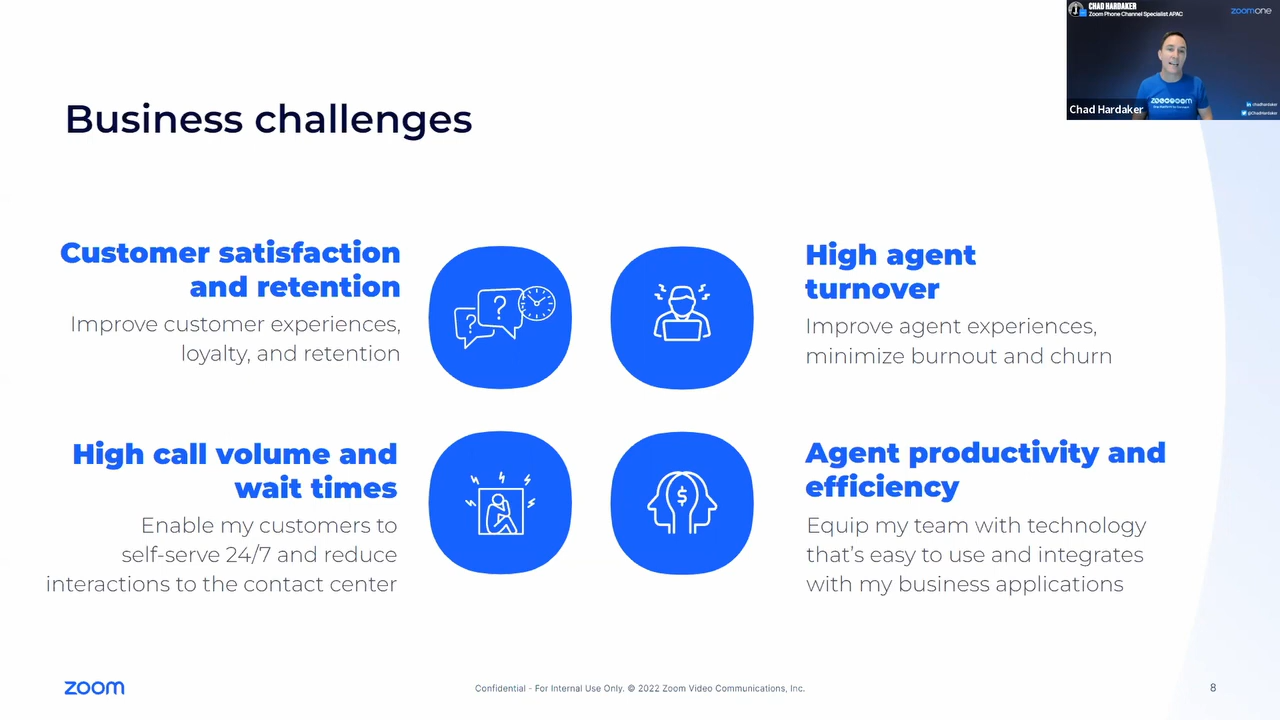 CHAD HARDAKER
Zoom Phone Channel Specialist APAC
zoomone
chadhardaker
@ChadHardaker
Chad Hardaker
Business challenges
Customer satisfaction
and retention
Improve customer experiences,
loyalty, and retention
High agent
turnover
Improve agent experiences,
minimize burnout and churn
High call volume and
wait times
Enable my customers to
self-serve 24/7 and reduce
interactions to the contact center
Agent productivity and
efficiency
Equip my team with technology
that's easy to use and integrates
with my business applications
zoom
Confidential - For Internal Use Only. © 2022 Zoom Video Communications, Inc.
8